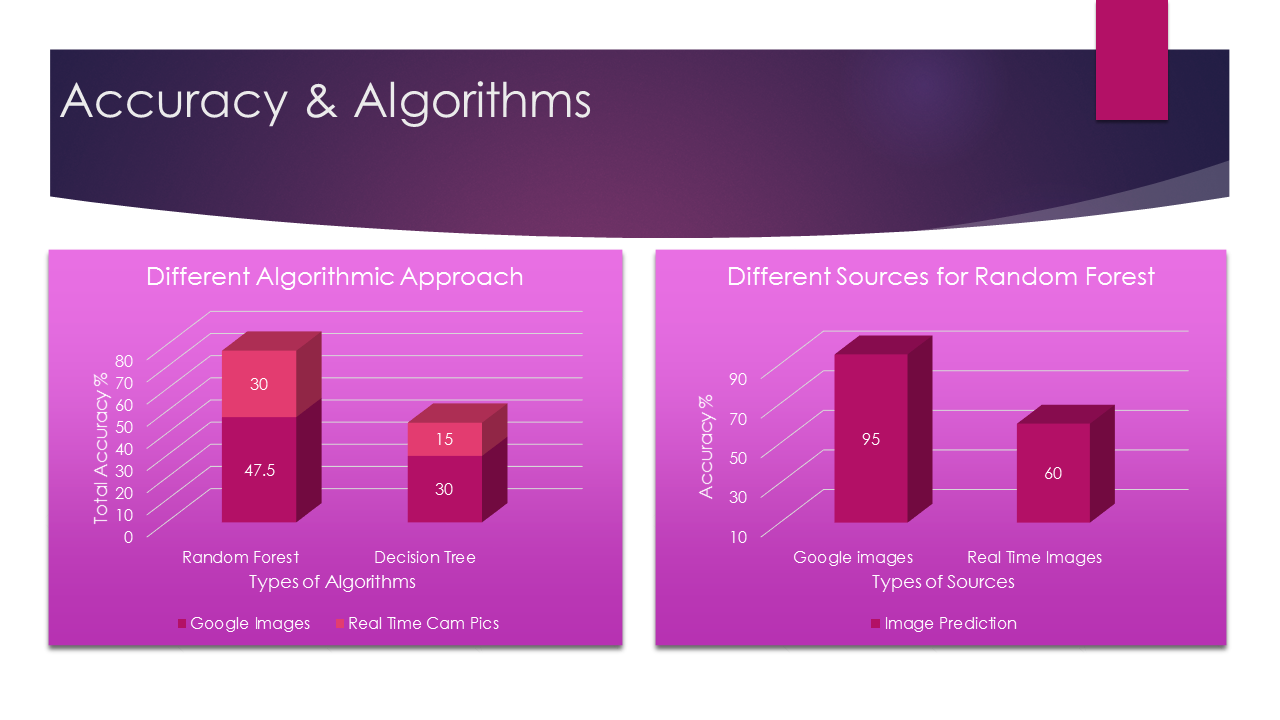 Accuracy & Algorithms
Different Algorithmic Approach
Total Accuracy %
80
70
60
50
40
30
20
10
0
30
47.5
15
30
Random Forest
Decision Tree
Types of Algorithms
Google Images
Real Time Cam Pics
Different Sources for Random Forest
Accuracy %
90
70
50
30
10
95
60
Google images
Real Time Images
Types of Sources
Image Prediction